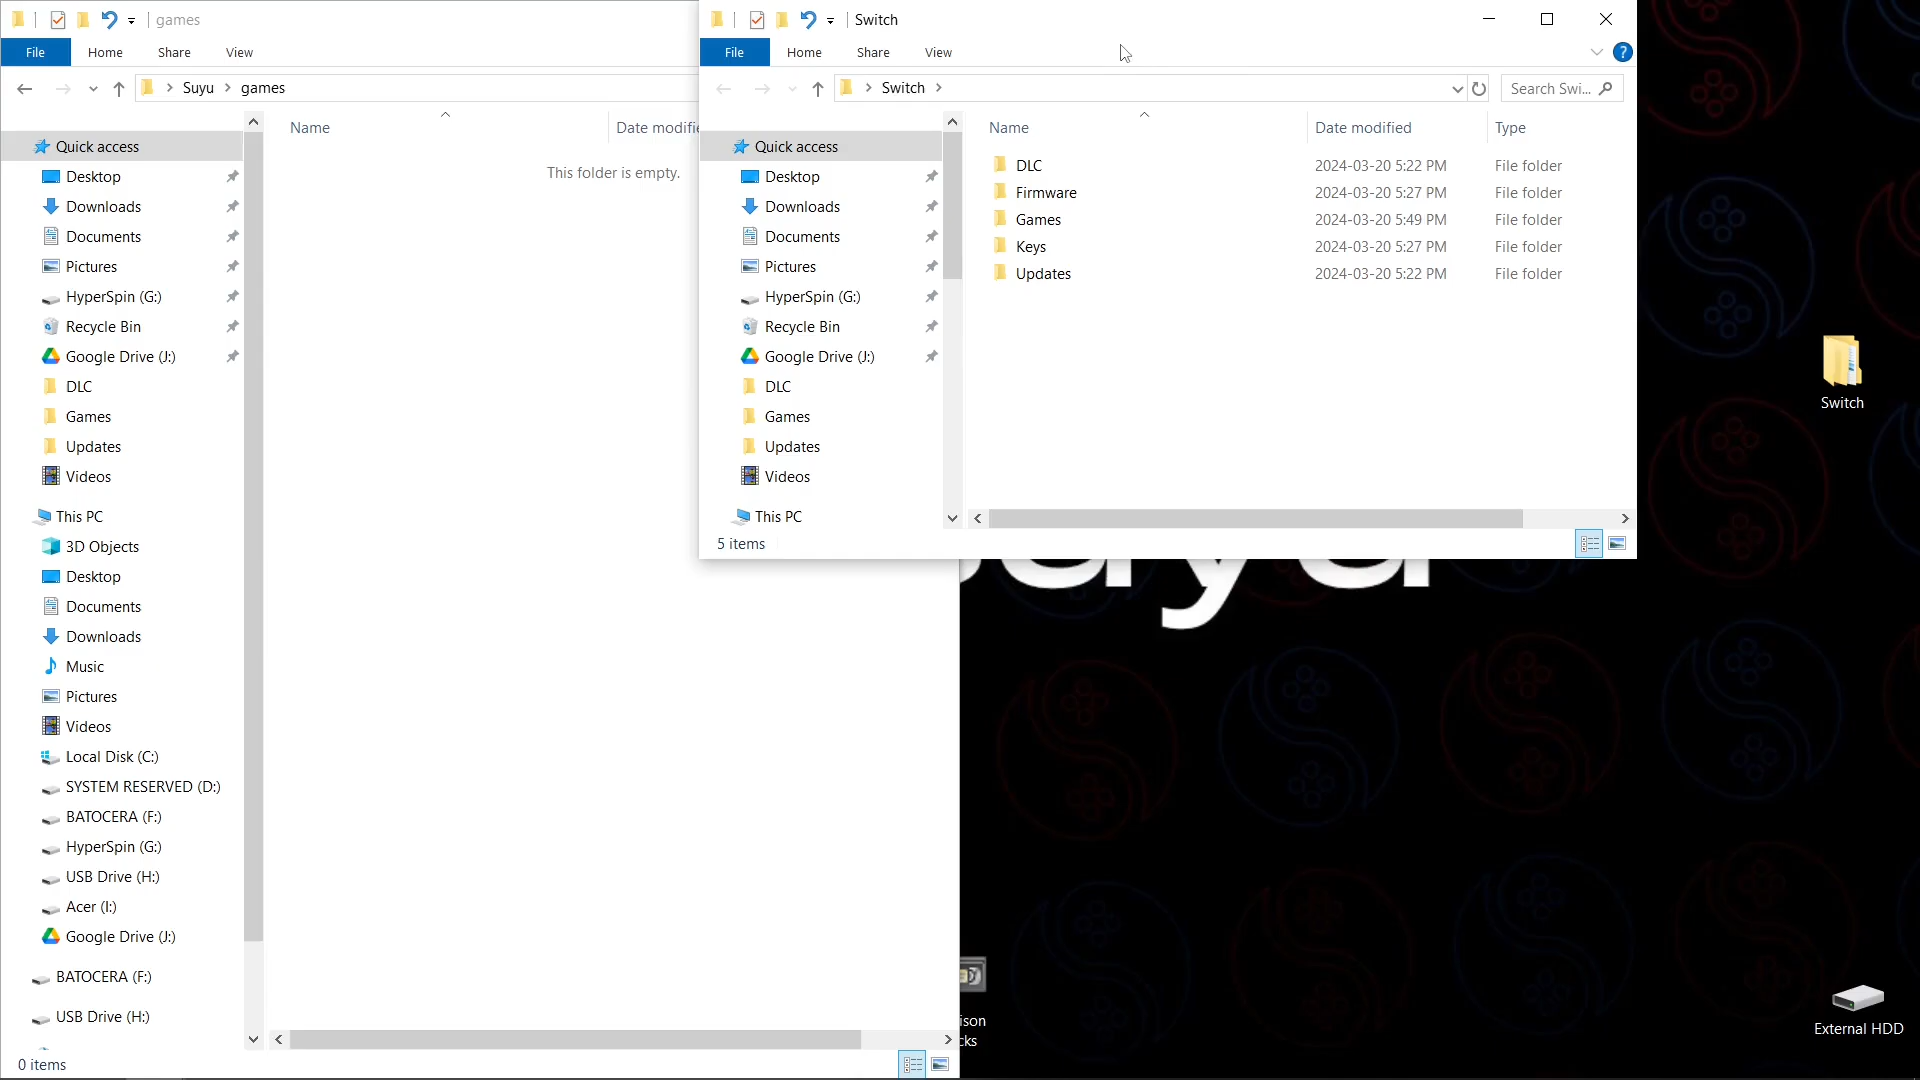 games
File
Home
Share
View
Suyu
games
Name
Date modifie
This folder is empty.
Quick access
Desktop
Downloads
Documents
Pictures
HyperSpin (G:)
Recycle Bin
Google Drive (J:)
DLC
Games
Updates
Videos
This PC
3D Objects
Desktop
Documents
Downloads
Music
Pictures
Videos
Local Disk (C:)
SYSTEM RESERVED (D:)
BATOCERA (F:)
HyperSpin (G:)
USB Drive (H:)
Acer (I:)
Google Drive (J:)
BATOCERA (F:)
USB Drive (H:)
0 items
Switch
File
Home
Share
View
Switch
Search Swi...
Name
Date modified
Type
DLC
2024-03-20 5:22 PM
File folder
Firmware
2024-03-20 5:27 PM
File folder
Games
2024-03-20 5:49 PM
File folder
Keys
2024-03-20 5:27 PM
File folder
Updates
2024-03-20 5:22 PM
File folder
Quick access
Desktop
Downloads
Documents
Pictures
HyperSpin (G:)
Recycle Bin
Google Drive (J:)
DLC
Games
Updates
Videos
This PC
5 items
Switch
ison
cks
External HDD